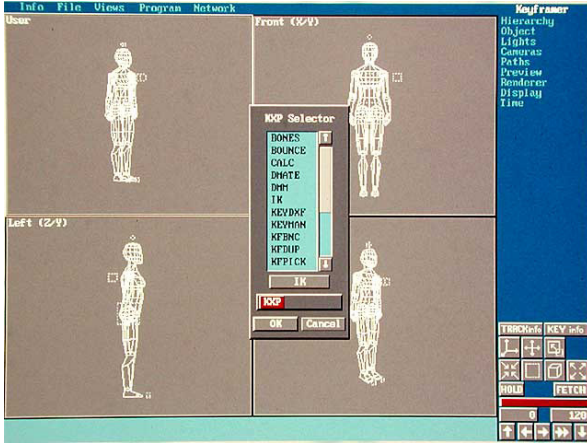 Info File Views Program Network
Keyframer
User
Front (X/Y)
Hierarchy
Object
Lights
Cameras
Paths
Preview
Renderer
Display
Time
KXP Selector
BONES
BOUNCE
CALC
DMATE
DMM
IK
KEYDXF
KEYMAN
KFBNC
KFDUP
KFPICK
IK
KXP
OK Cancel
Left (Z/Y)
TRACKinfo KEY info
HOLD FETCH
0 120